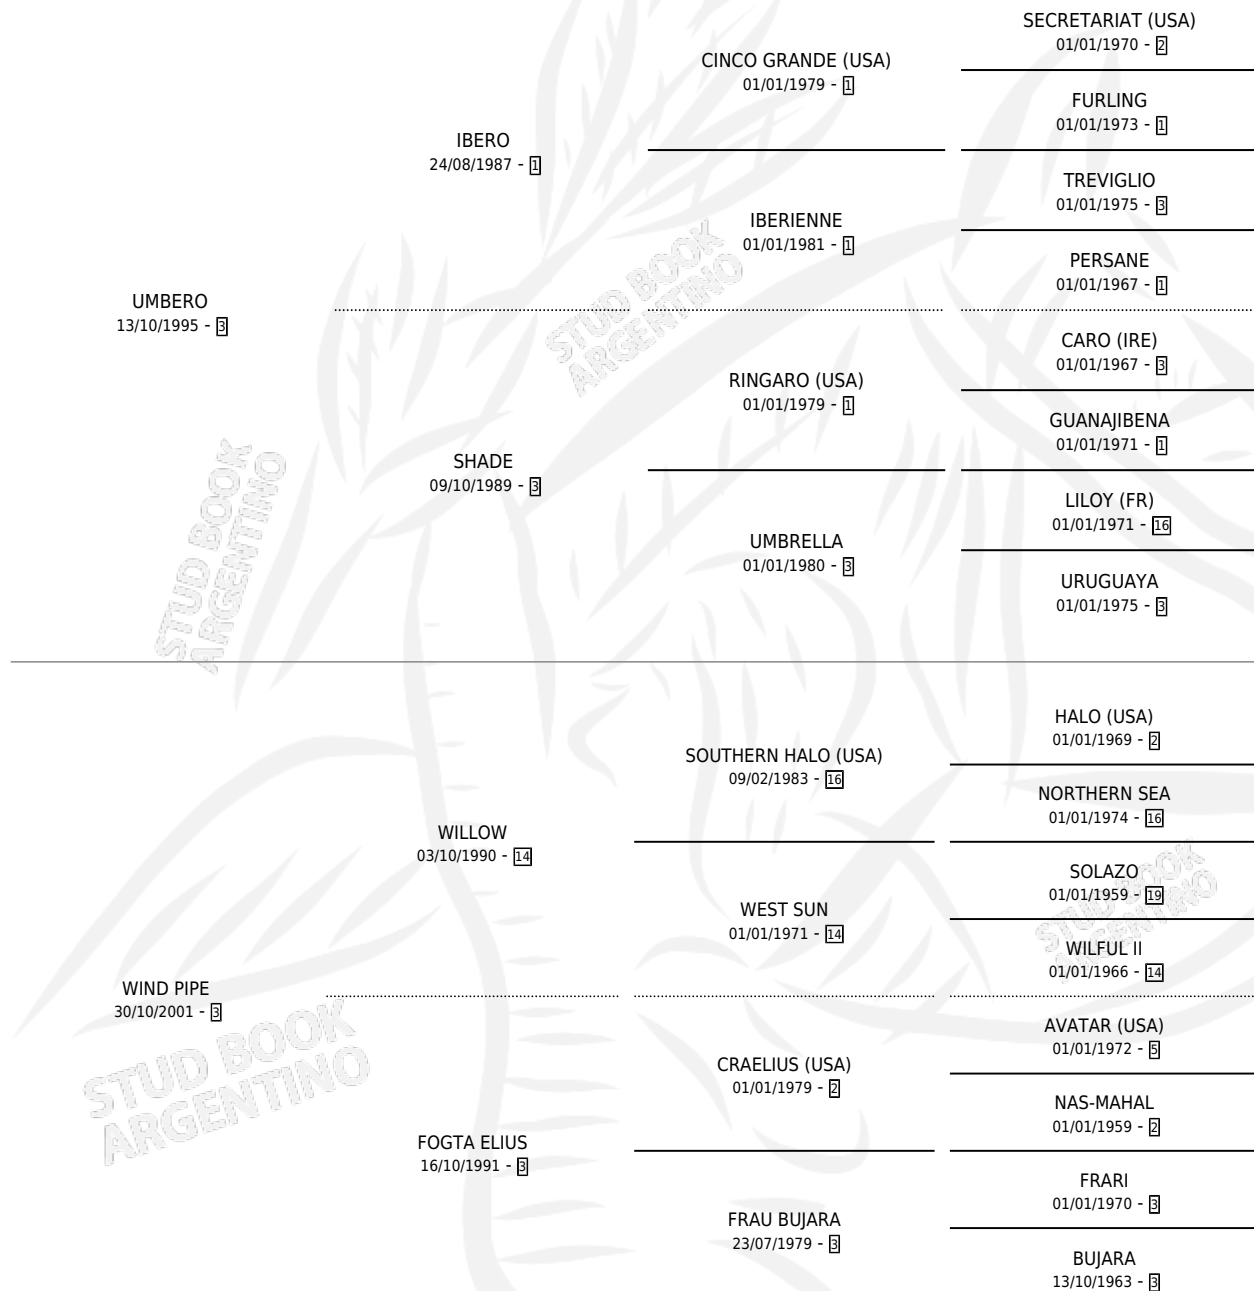 SECRETARIAT (USA)
01/01/1970 - 2
CINCO GRANDE (USA)
01/01/1979 - 1
FURLING
01/01/1973 - 1
IBERO
24/08/1987 - 1
TREVIGLIO
01/01/1975 - 3
IBERIENNE
01/01/1981 - 1
PERSANE
01/01/1967 - 1
UMBERO
13/10/1995 - 3
CARO (IRE)
01/01/1967 - 3
RINGARO (USA)
01/01/1979 - 1
GUANAJIBENA
01/01/1971 - 1
SHADE
09/10/1989 - 3
LILOY (FR)
01/01/1971 - 16
UMBRELLA
01/01/1980 - 3
URUGUAYA
01/01/1975 - 3
HALO (USA)
01/01/1969 - 2
SOUTHERN HALO (USA)
09/02/1983 - 16
NORTHERN SEA
01/01/1974 - 16
WILLOW
03/10/1990 - 14
SOLAZO
01/01/1959 - 19
WEST SUN
01/01/1971 - 14
WILFUL II
01/01/1966 - 14
WIND PIPE
30/10/2001 - 3
AVATAR (USA)
01/01/1972 - 5
CRAELIUS (USA)
01/01/1979 - 2
NAS-MAHAL
01/01/1959 - 2
FOGTA ELIUS
16/10/1991 - 3
FRARI
01/01/1970 - 3
FRAU BUJARA
23/07/1979 - 3
BUJARA
13/10/1963 - 3
STUD BOOK
ARGENTINO
STUD BOOK
ARGENTINO
STUD BOOK
ARGENTINO
STUD BOOK
ARGENTINO